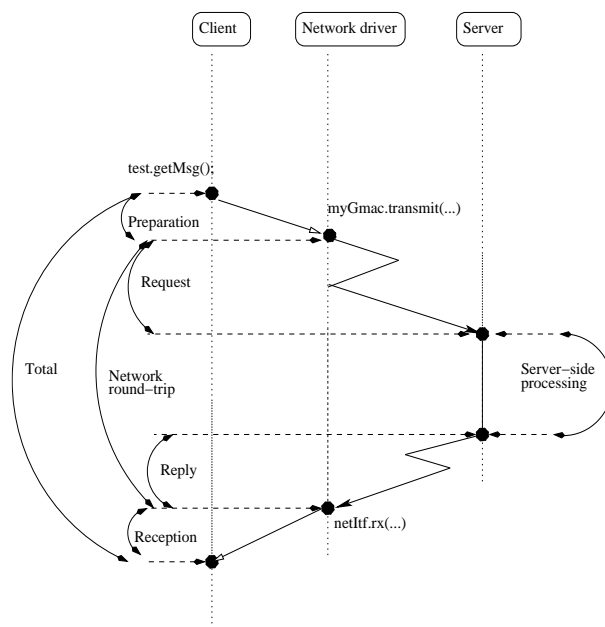 Client
Network driver
Server
test.getMsg();
myGmac.transmit(...)
Preparation
Request
Total
Network
round−trip
Server−side
processing
Reply
netItf.rx(...)
Reception